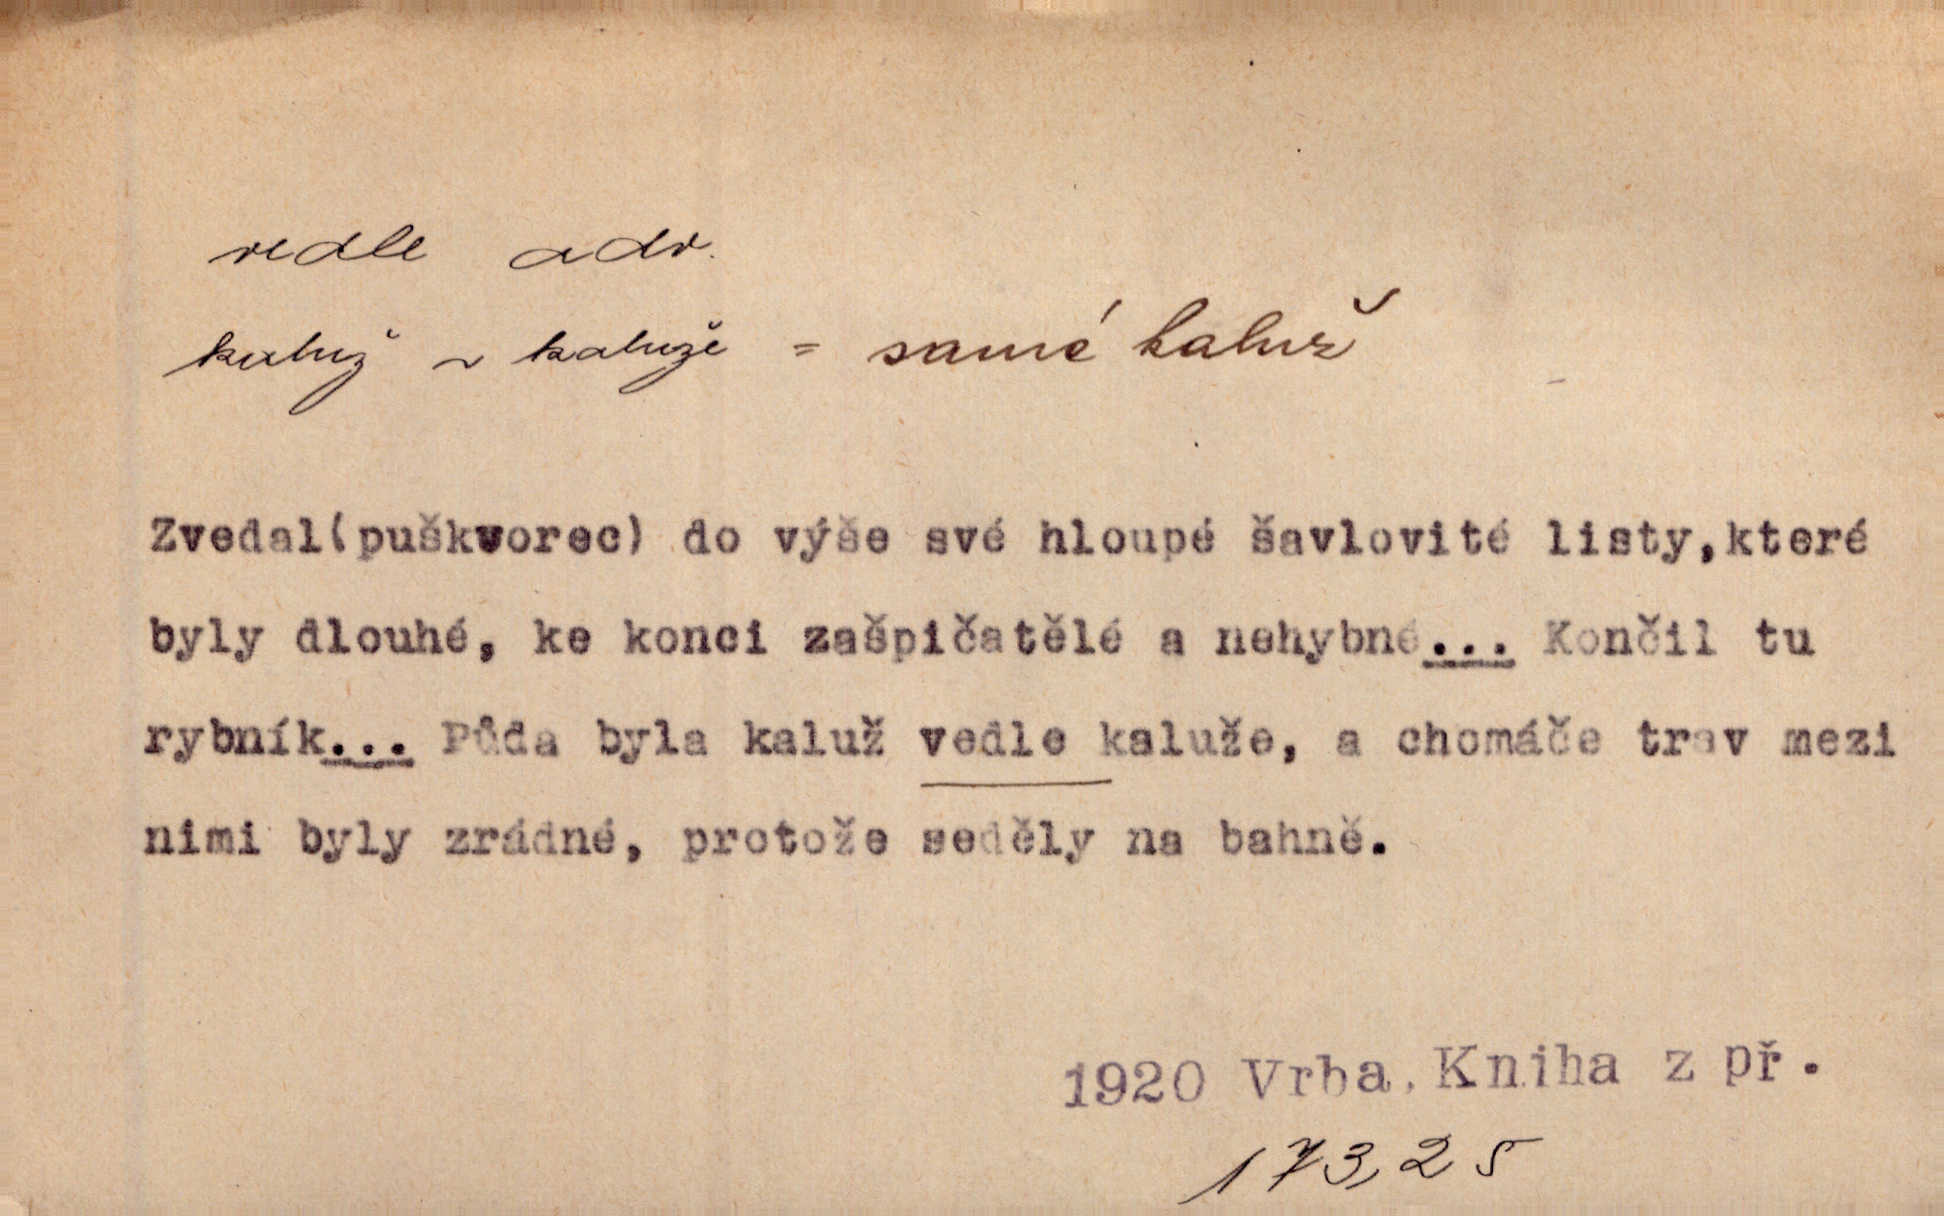 vedle adv.
kaluž ~ kaluže = samé kaluž
Zvedal(puškvorec) do výše své hloupé šavlovité listy,které
byly dlouhé, ke konci zašpičatělé a nehybné... Končil tu
rybník... Půda byla kaluž vedle kaluže, a chomáče trav mezi
nimi byly zrádné, protože seděly na bahně.
1920 Vrba, Kniha z př.
173,25